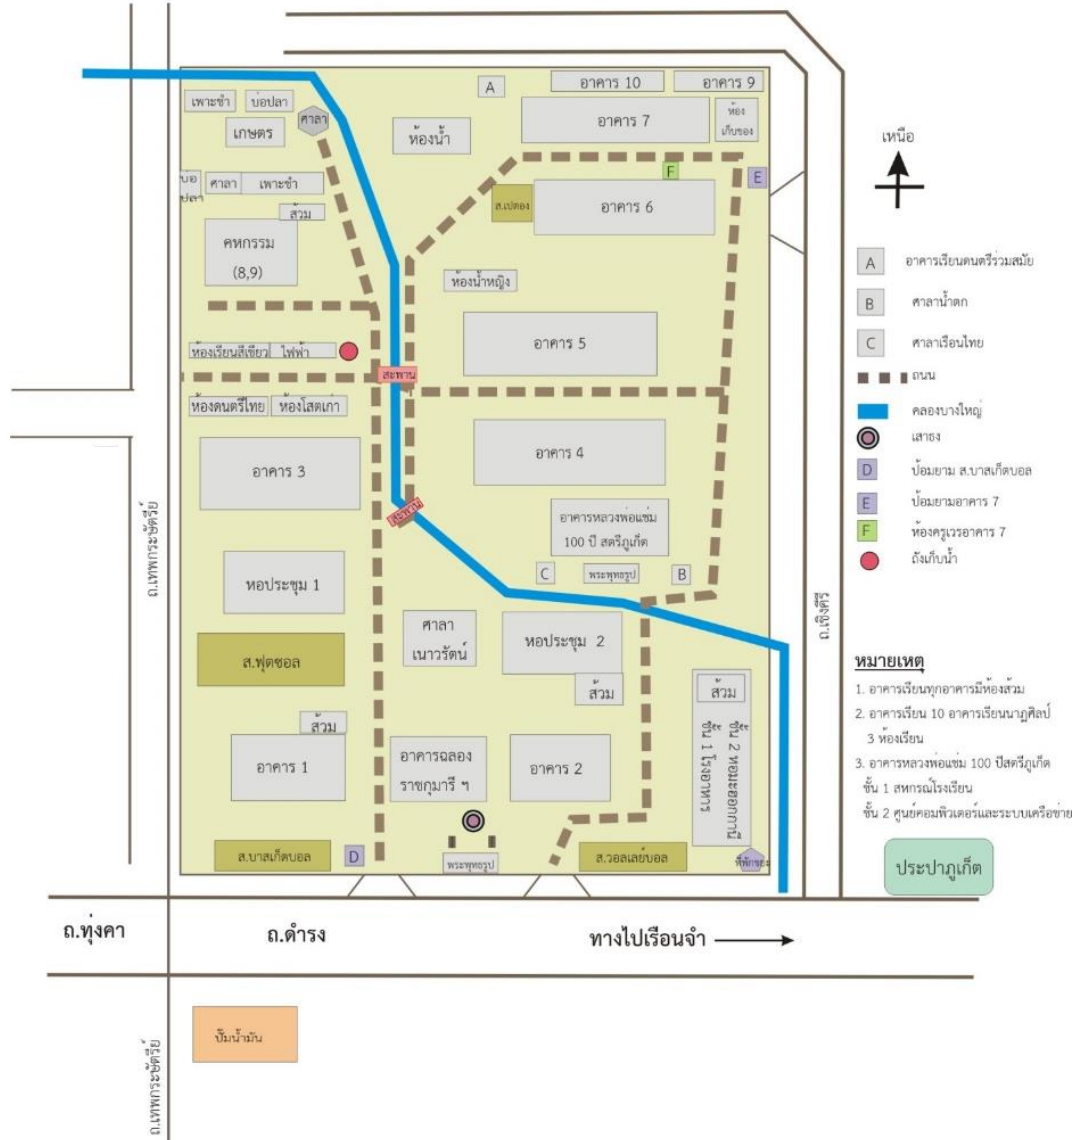 A
อาคาร 10
อาคาร 9
เพาะชำ
บ่อปลา
ศาลา
เกษตร
ห้องน้ำ
อาคาร 7
ห้อง
เก็บของ
เหนือ
บ่อ
ปลา
ศาลา
เพาะชำ
F
E
ส้วม
ส.เปตอง
อาคาร 6
คหกรรม
(8,9)
ห้องน้ำหญิง
A
อาคารเรียนดนตรีร่วมสมัย
B
ศาลาน้ำตก
C
ศาลาเรือนไทย
ห้องเรียนสีเขียว
ไฟฟ้า
อาคาร 5
สะพาน
ถนน
ห้องดนตรีไทย
ห้องโสตเก่า
คลองบางใหญ่
เสาธง
อาคาร 3
อาคาร 4
D
ป้อมยาม ส.บาสเก็ตบอล
E
ป้อมยามอาคาร 7
F
ห้องครูเวรอาคาร 7
ถังเก็บน้ำ
สะพาน
อาคารหลวงพ่อแช่ม
100 ปี สตรีภูเก็ต
ถ.เทพกระษัตรีย์
หอประชุม 1
C
พระพุทธรูป
B
ถ.เชิงคีรี
ศาลา
เนาวรัตน์
หอประชุม 2
ส.ฟุตซอล
ส้วม
ส้วม
หมายเหตุ
1. อาคารเรียนทุกอาคารมีห้องส้วม
2. อาคารเรียน 10 อาคารเรียนนาฏศิลป์
3 ห้องเรียน
3. อาคารหลวงพ่อแช่ม 100 ปีสตรีภูเก็ต
ชั้น 1 สหกรณ์โรงเรียน
ชั้น 2 ศูนย์คอมพิวเตอร์และระบบเครือข่าย
ส้วม
อาคาร 1
อาคารฉลอง
ราชกุมารี ฯ
อาคาร 2
ชั้น 2 หอมะฮอกกานี
ชั้น 1 โรงอาหาร
ส.บาสเก็ตบอล
D
พระพุทธรูป
ส.วอลเลย์บอล
ที่พักขยะ
ประปาภูเก็ต
ถ.ทุ่งคา
ถ.ดำรง
ทางไปเรือนจำ
ปั๊มน้ำมัน
ถ.เทพกระษัตรีย์